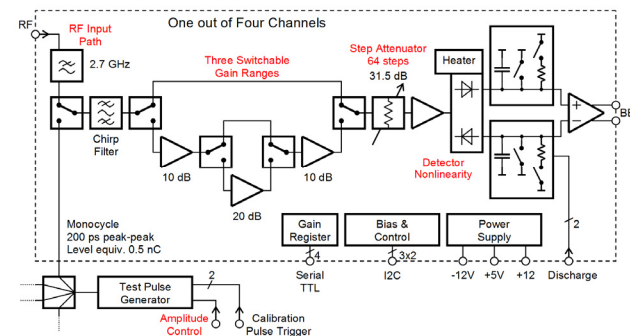 One out of Four Channels
RF
RF Input
Path
2.7 GHz
Three Switchable
Gain Ranges
Step Attenuator
64 steps
31.5 dB
Heater
Chirp
Filter
10 dB
20 dB
10 dB
+
−
Detector
Nonlinearity
Monocycle
200 ps peak-peak
Level equiv. 0.5 nC
Gain
Register
Bias &
Control
Power
Supply
2
4
3x2
Serial
TTL
I2C
-12V
+5V
+12
Discharge
Test Pulse
Generator
2
Amplitude
Control
Calibration
Pulse Trigger